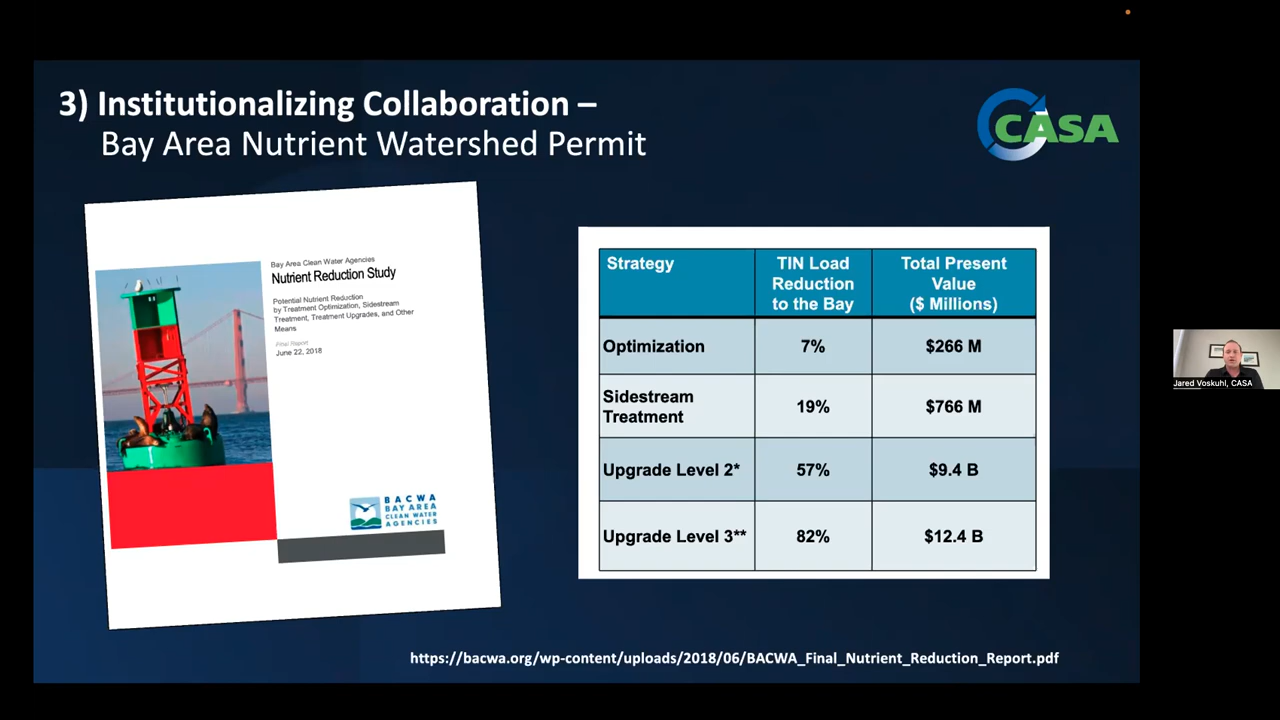 3) Institutionalizing Collaboration –
Bay Area Nutrient Watershed Permit
CASA
Bay Area Clean Water Agencies
Nutrient Reduction Study
Potential Nutrient Reduction
by Treatment Optimization, Sidestream
Treatment, Treatment Upgrades, and Other
Means
Final Report
June 22, 2018
BACWA
BAY AREA
CLEAN WATER
AGENCIES
Strategy
TIN Load
Reduction
to the Bay
Total Present
Value
($ Millions)
Optimization
7%
$266 M
Sidestream
Treatment
19%
$766 M
Upgrade Level 2*
57%
$9.4 B
Upgrade Level 3**
82%
$12.4 B
https://bacwa.org/wp-content/uploads/2018/06/BACWA_Final_Nutrient_Reduction_Report.pdf
Jared Voskuhl, CASA